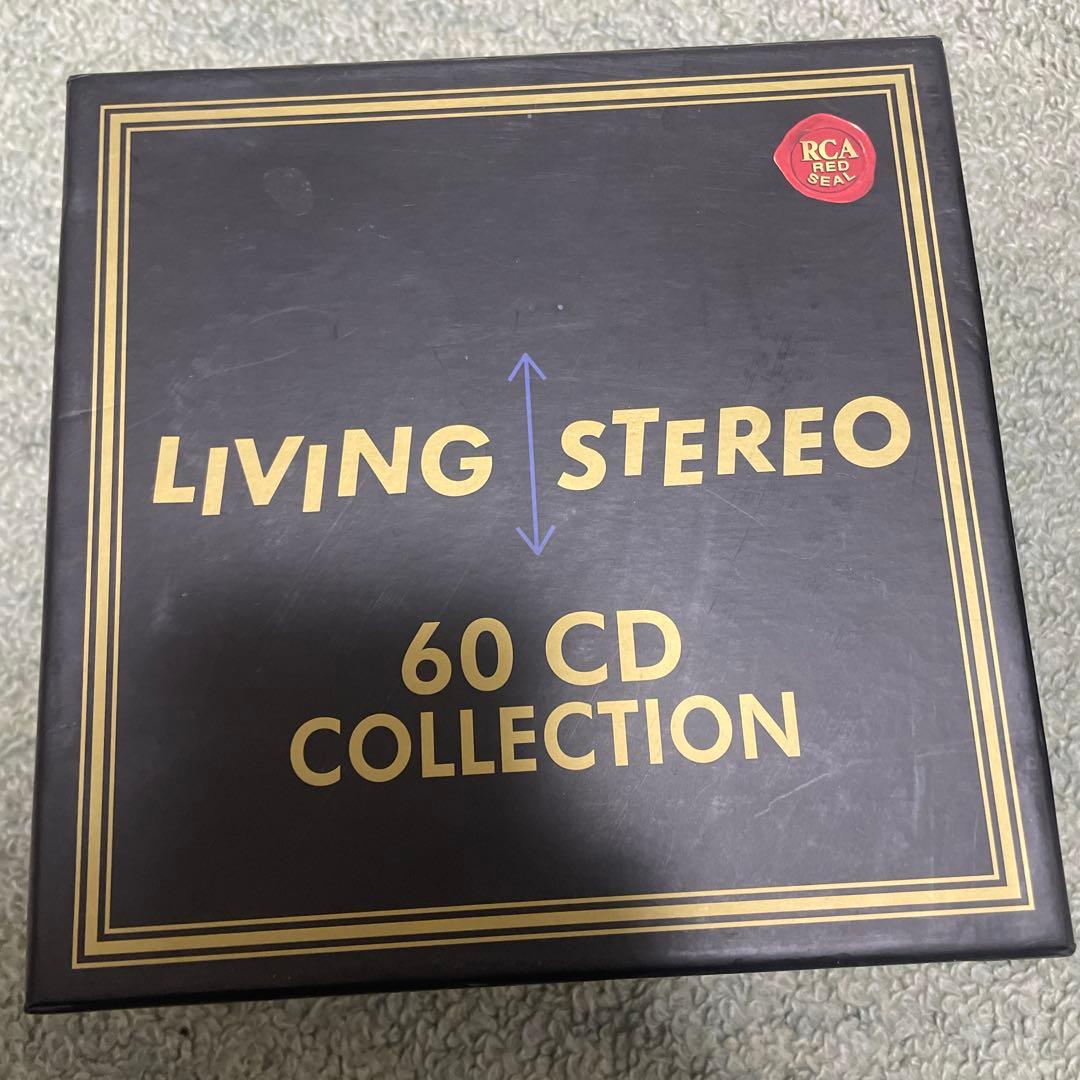 RCA
RED
SEAL
LIVING STEREO
60 CD
COLLECTION